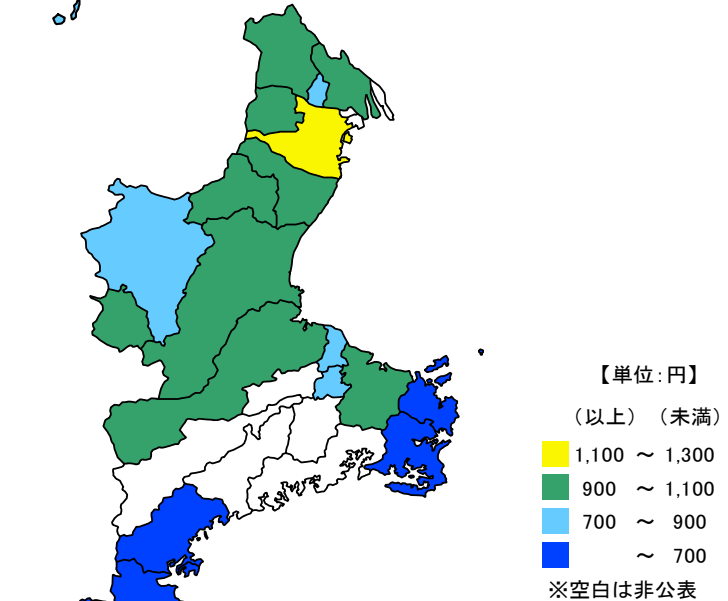 【単位：円】
（以上）（未満）
1,100 ～ 1,300
900 ～ 1,100
700 ～ 900
～ 700
※空白は非公表